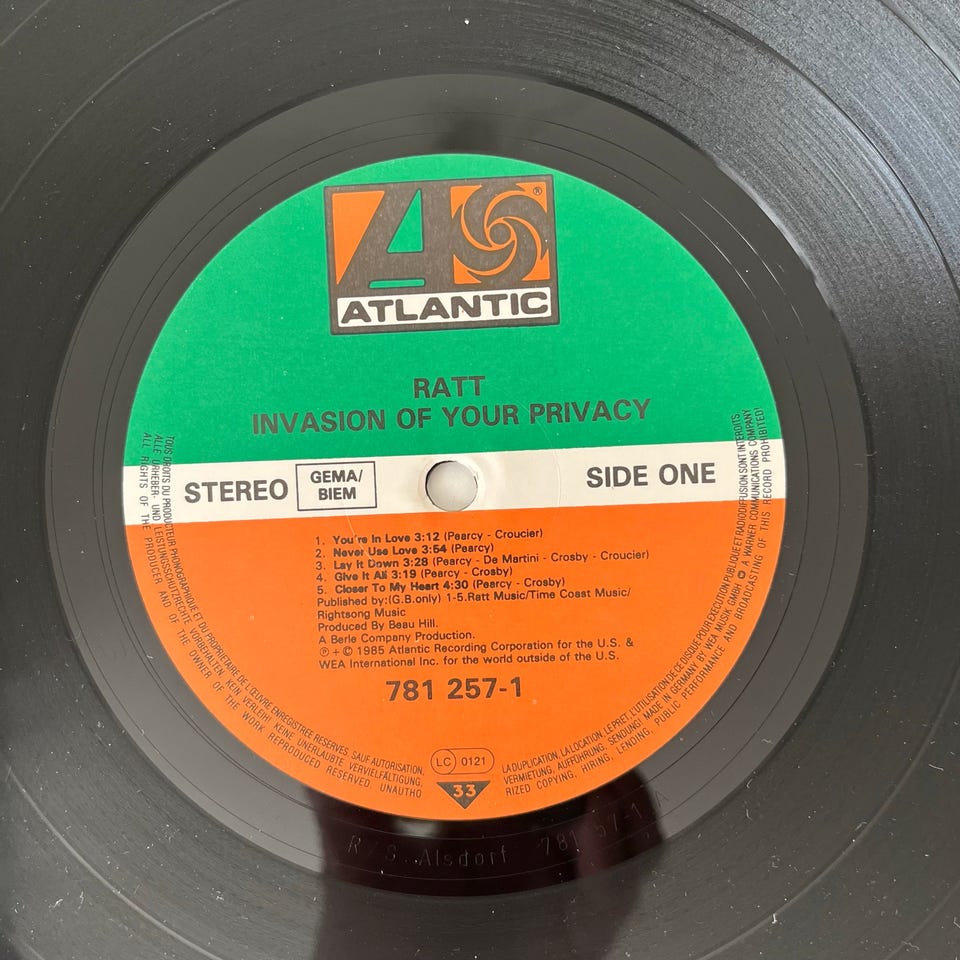 ATLANTIC
®
RATT
INVASION OF YOUR PRIVACY
STEREO
GEMA/
BIEM
SIDE ONE
1. You're In Love 3:12 (Pearcy - Croucier)
2. Never Use Love 3:54 (Pearcy)
3. Lay It Down 3:28 (Pearcy - De Martini - Crosby - Croucier)
4. Give It All 3:19 (Pearcy - Crosby)
5. Closer To My Heart 4:30 (Pearcy - Crosby)
Published by:(G.B.only) 1-5.Ratt Music/Time Coast Music/
Rightsong Music
Produced By Beau Hill.
A Berle Company Production.
℗ + © 1985 Atlantic Recording Corporation for the U.S. &
WEA International Inc. for the world outside of the U.S.
781 257-1
LC 0121
33
TOUS DROITS DU PRODUCTEUR PHONOGRAPHIQUE ET DU PROPRIETAIRE DE L'ŒUVRE ENREGISTREE RESERVES. SAUF AUTORISATION,
LA DUPLICATION, LA LOCATION, LE PRET, L'UTILISATION DE CE DISQUE POUR EXECUTION PUBLIQUE ET RADIODIFFUSION SONT INTERDITS.
ALLE URHEBER- UND LEISTUNGSSCHUTZRECHTE VORBEHALTEN. KEIN VERLEIH! KEINE UNERLAUBTE VERVIELFÄLTIGUNG,
VERMIETUNG, AUFFÜHRUNG, SENDUNG! MADE IN GERMANY BY WEA MUSIK GMBH A WARNER COMMUNICATIONS COMPANY
ALL RIGHTS OF THE PRODUCER AND OF THE OWNER OF THE WORK REPRODUCED RESERVED. UNAUTHO
RIZED COPYING, HIRING, LENDING, PUBLIC PERFORMANCE AND BROADCASTING OF THIS RECORD PROHIBITED!
R/S Alsdorf 781 57-1 A